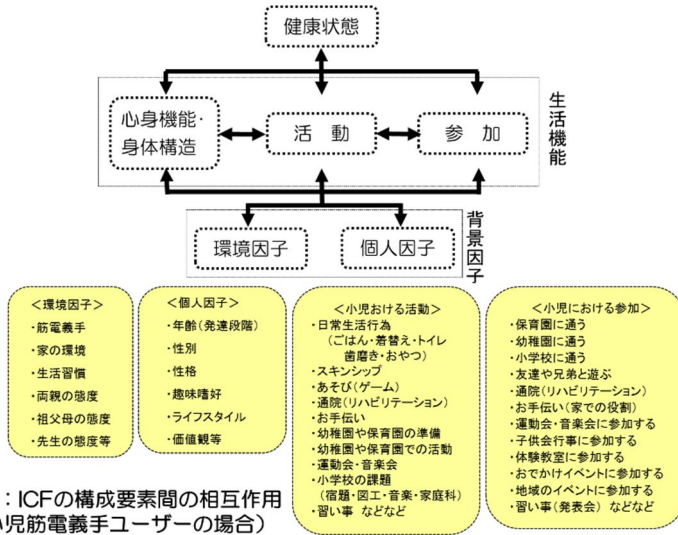 健康状態
心身機能・
身体構造
活 動
参 加
生活機能
環境因子
個人因子
背景因子
＜環境因子＞
・筋電義手
・家の環境
・生活習慣
・両親の態度
・祖父母の態度
・先生の態度等
＜個人因子＞
・年齢(発達段階)
・性別
・性格
・趣味嗜好
・ライフスタイル
・価値観等
＜小児おける活動＞
・日常生活行為
(ごはん・着替え・トイレ
歯磨き・おやつ)
・スキンシップ
・あそび(ゲーム)
・通院(リハビリテーション)
・お手伝い
・幼稚園や保育園の準備
・幼稚園や保育園での活動
・運動会・音楽会
・小学校の課題
(宿題・図工・音楽・家庭科)
・習い事 などなど
＜小児における参加＞
・保育園に通う
・幼稚園に通う
・小学校に通う
・友達や兄弟と遊ぶ
・通院(リハビリテーション)
・お手伝い(家での役割)
・運動会・音楽会に参加する
・子供会行事に参加する
・体験教室に参加する
・おでかけイベントに参加する
・地域のイベントに参加する
・習い事(発表会) などなど
：ICFの構成要素間の相互作用
小児筋電義手ユーザーの場合）